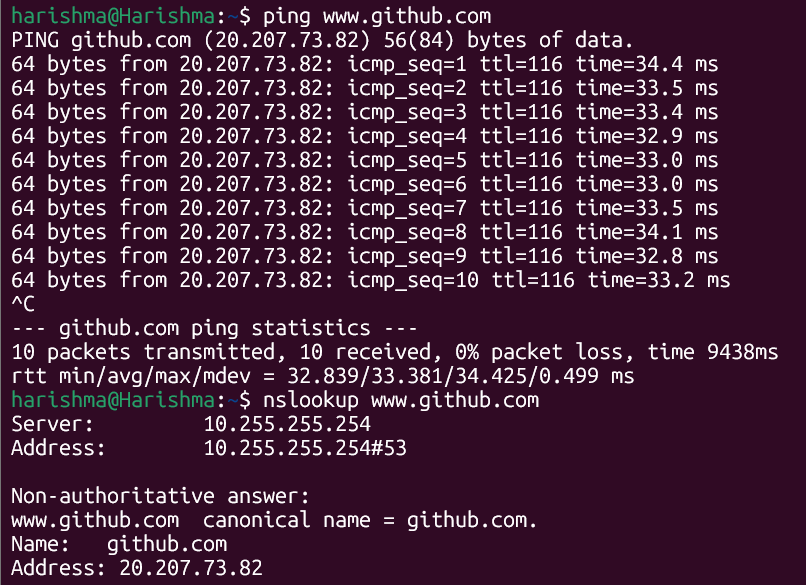 harishma@Harishma:~$ ping www.github.com
PING github.com (20.207.73.82) 56(84) bytes of data.
64 bytes from 20.207.73.82: icmp_seq=1 ttl=116 time=34.4 ms
64 bytes from 20.207.73.82: icmp_seq=2 ttl=116 time=33.5 ms
64 bytes from 20.207.73.82: icmp_seq=3 ttl=116 time=33.4 ms
64 bytes from 20.207.73.82: icmp_seq=4 ttl=116 time=32.9 ms
64 bytes from 20.207.73.82: icmp_seq=5 ttl=116 time=33.0 ms
64 bytes from 20.207.73.82: icmp_seq=6 ttl=116 time=33.0 ms
64 bytes from 20.207.73.82: icmp_seq=7 ttl=116 time=33.5 ms
64 bytes from 20.207.73.82: icmp_seq=8 ttl=116 time=34.1 ms
64 bytes from 20.207.73.82: icmp_seq=9 ttl=116 time=32.8 ms
64 bytes from 20.207.73.82: icmp_seq=10 ttl=116 time=33.2 ms
^C
--- github.com ping statistics ---
10 packets transmitted, 10 received, 0% packet loss, time 9438ms
rtt min/avg/max/mdev = 32.839/33.381/34.425/0.499 ms
harishma@Harishma:~$ nslookup www.github.com
Server:         10.255.255.254
Address:        10.255.255.254#53

Non-authoritative answer:
www.github.com  canonical name = github.com.
Name:   github.com
Address: 20.207.73.82